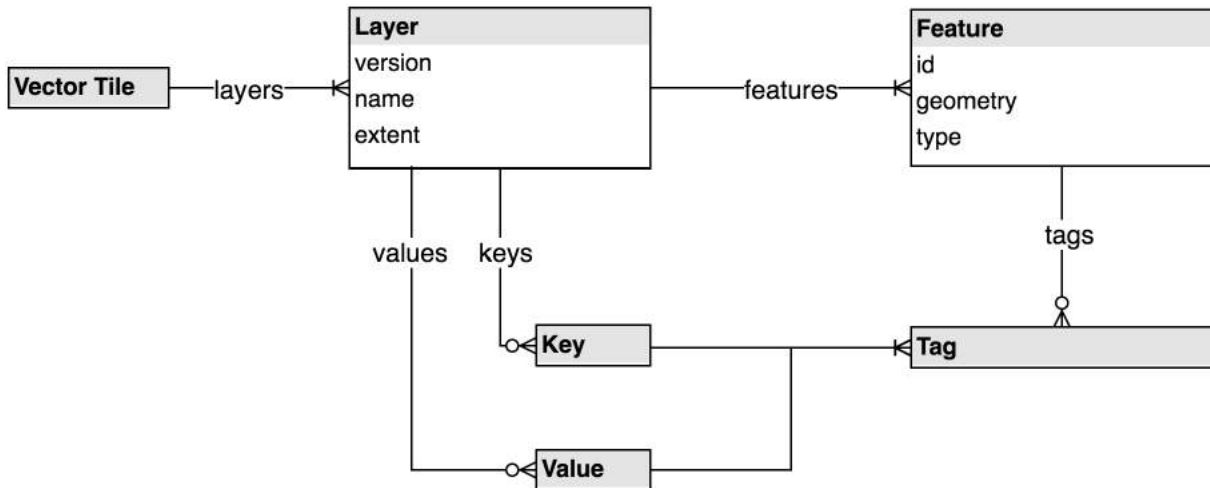 Vector Tile
layers
Layer
version
name
extent
features
Feature
id
geometry
type
values
keys
tags
Key
Tag
Value